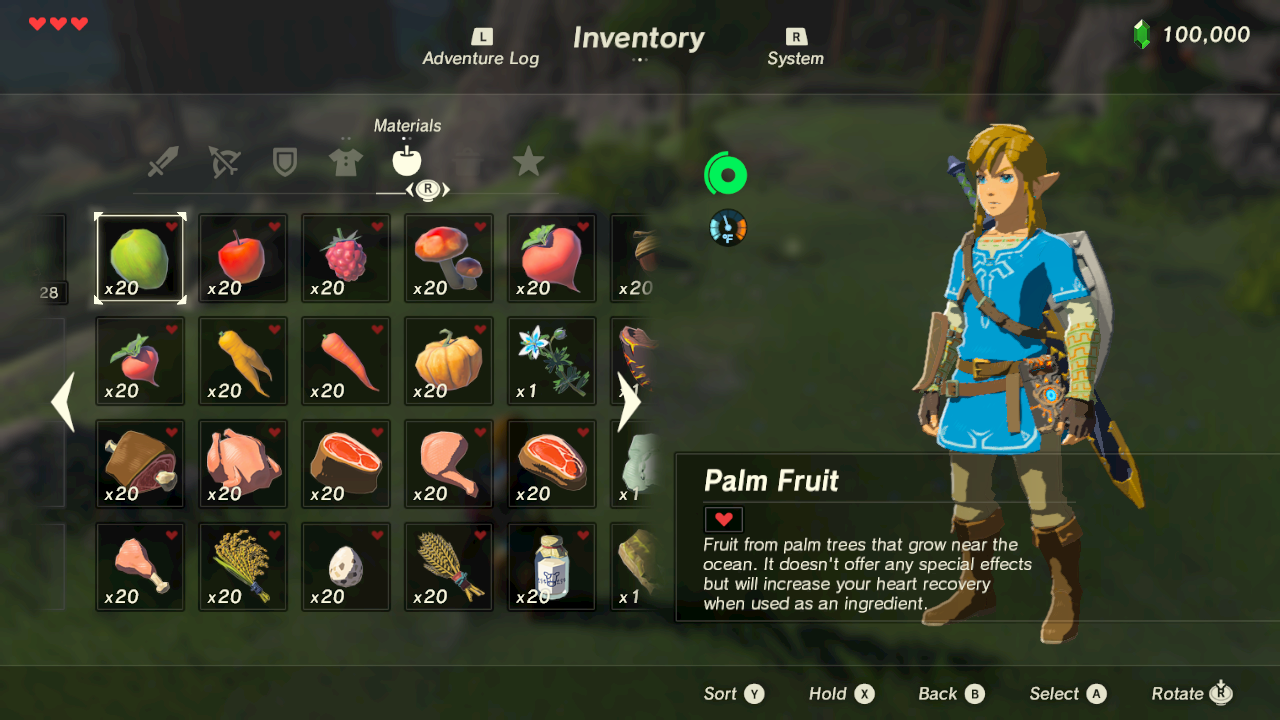 L
R
Adventure Log
Inventory
System
100,000
Materials
R
28
x20
x20
x20
x20
x20
x20
°F
x20
x20
x20
x20
x1
x1
x20
x20
x20
x20
x20
x1
x20
x20
x20
x20
x20
x1
Palm Fruit
Fruit from palm trees that grow near the
ocean. It doesn't offer any special effects
but will increase your heart recovery
when used as an ingredient.
Sort Y
Hold X
Back B
Select A
Rotate R